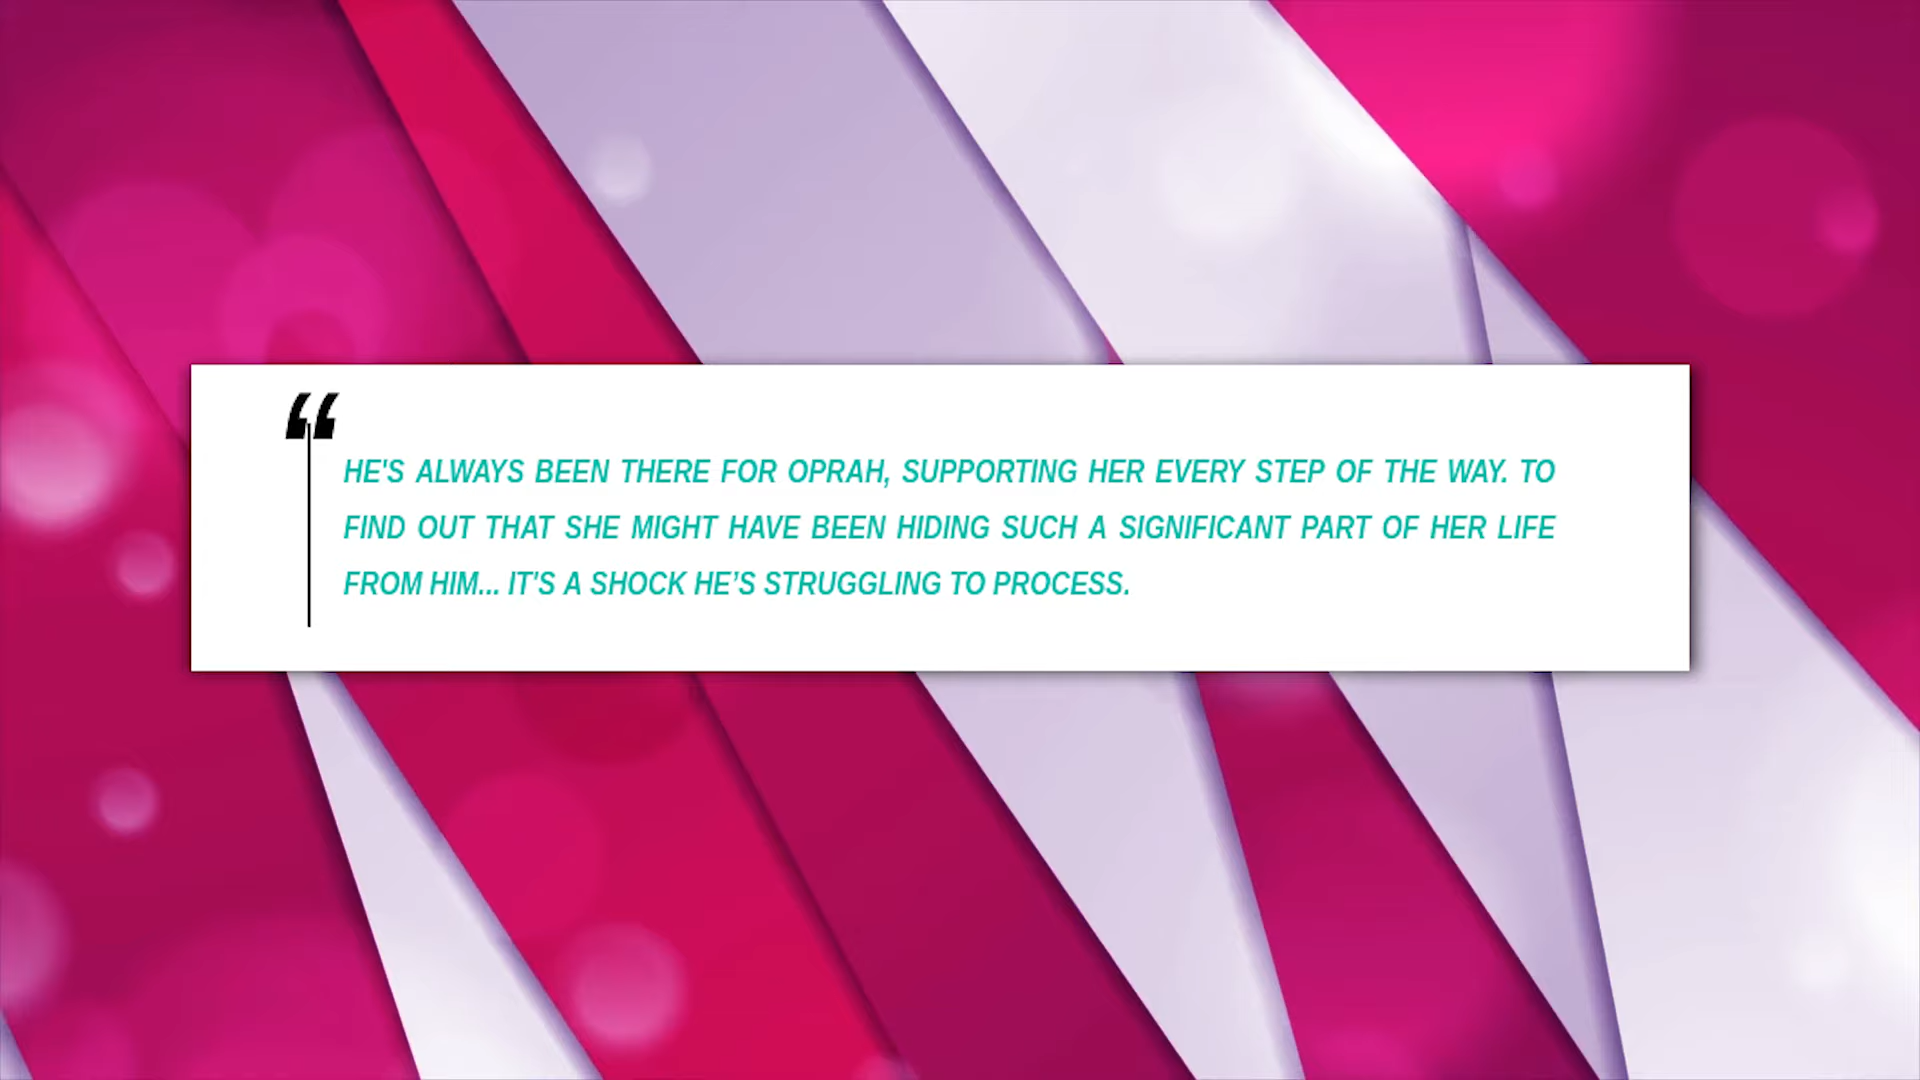 “
HE'S ALWAYS BEEN THERE FOR OPRAH, SUPPORTING HER EVERY STEP OF THE WAY. TO
FIND OUT THAT SHE MIGHT HAVE BEEN HIDING SUCH A SIGNIFICANT PART OF HER LIFE
FROM HIM... IT'S A SHOCK HE’S STRUGGLING TO PROCESS.